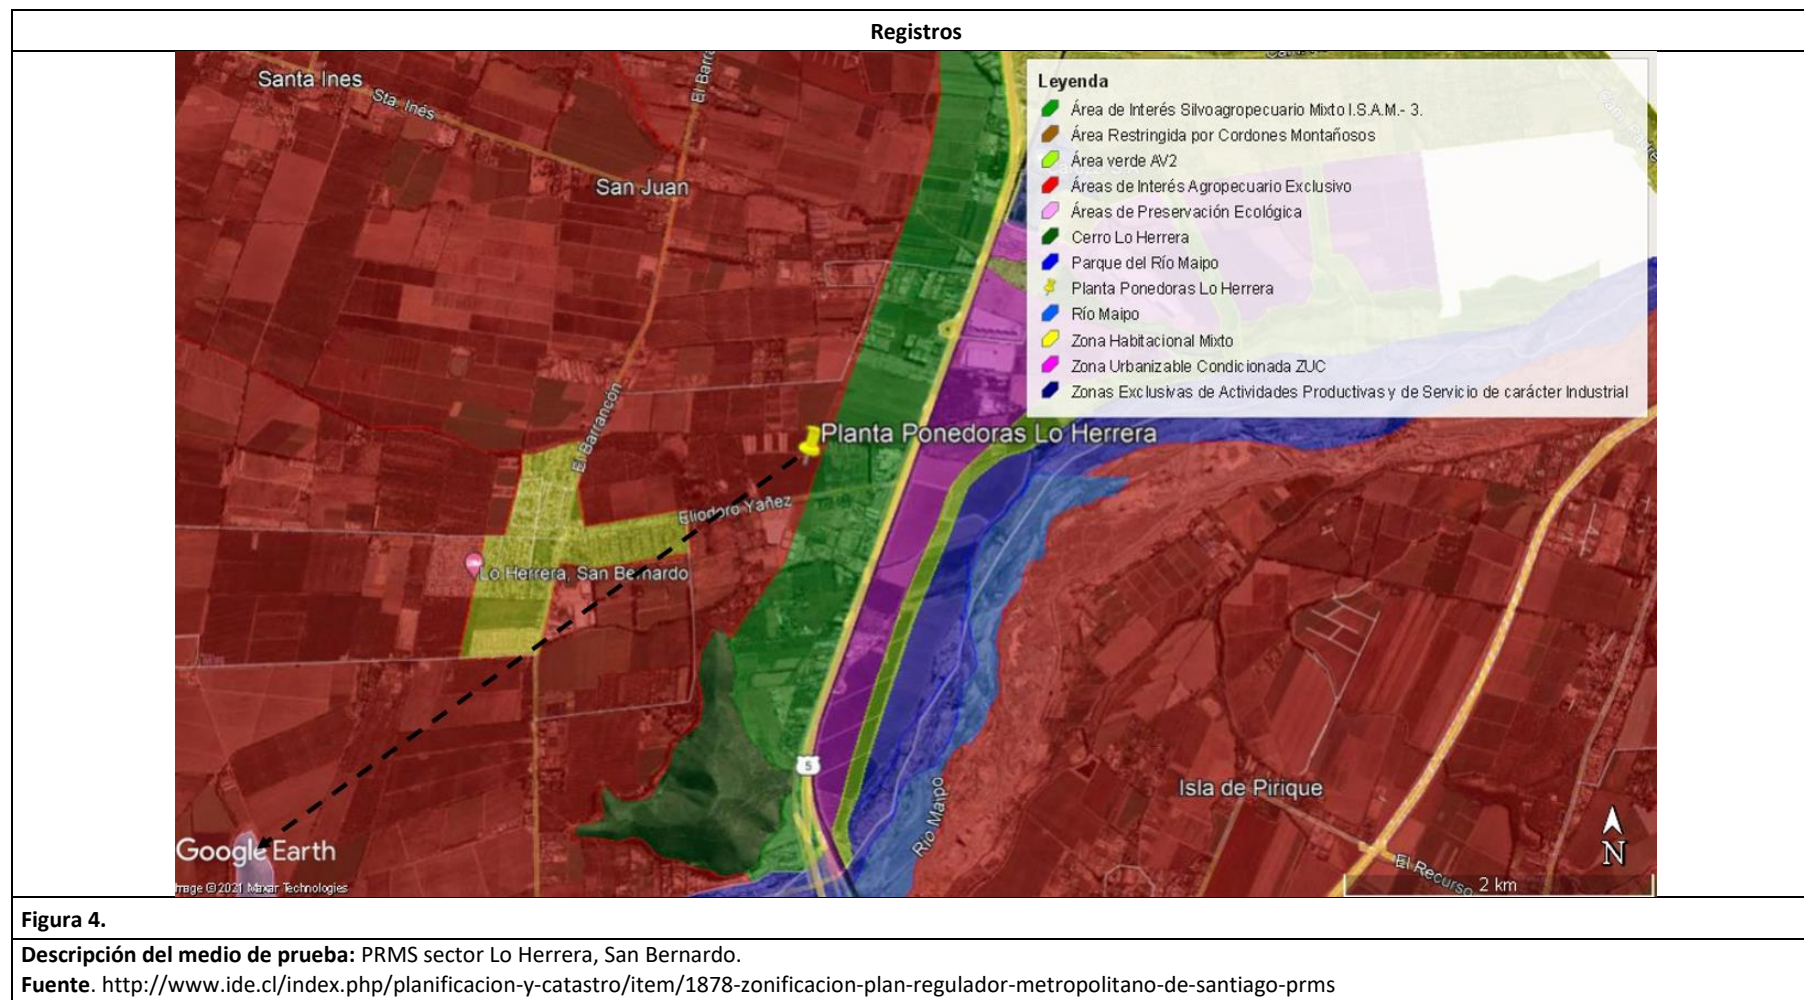 Registros
Santa Ines
Sta. Inés
El Barra
San Juan
Leyenda
Área de Interés Silvoagropecuario Mixto I.S.A.M.- 3.
Área Restringida por Cordones Montañosos
Área verde AV2
Áreas de Interés Agropecuario Exclusivo
Áreas de Preservación Ecológica
Cerro Lo Herrera
Parque del Río Maipo
Planta Ponedoras Lo Herrera
Río Maipo
Zona Habitacional Mixto
Zona Urbanizable Condicionada ZUC
Zonas Exclusivas de Actividades Productivas y de Servicio de carácter Industrial
El Barrancón
Planta Ponedoras Lo Herrera
Eliodoro Yañez
Lo Herrera, San Bernardo
5
Río Maipo
Isla de Pirique
N
El Recurso
2 km
Google Earth
mage © 2021 Maxar Technologies
Figura 4.
Descripción del medio de prueba: PRMS sector Lo Herrera, San Bernardo.
Fuente. http://www.ide.cl/index.php/planificacion-y-catastro/item/1878-zonificacion-plan-regulador-metropolitano-de-santiago-prms